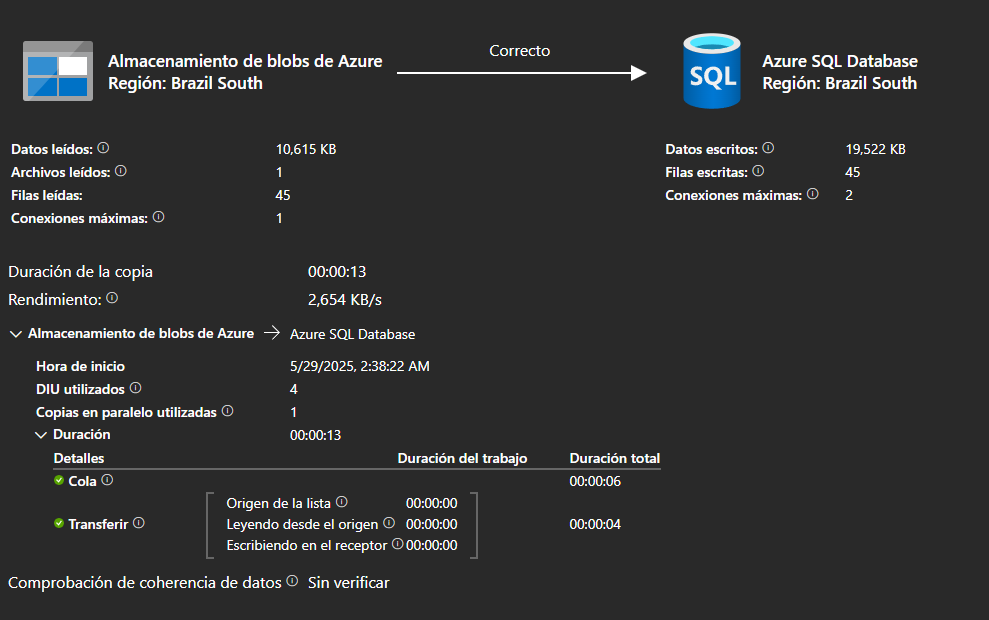 Almacenamiento de blobs de Azure
Región: Brazil South
Correcto
SQL
Azure SQL Database
Región: Brazil South
Datos leídos: 10,615 KB
Archivos leídos: 1
Filas leídas: 45
Conexiones máximas: 1
Datos escritos: 19,522 KB
Filas escritas: 45
Conexiones máximas: 2
Duración de la copia 00:00:13
Rendimiento: 2,654 KB/s
Almacenamiento de blobs de Azure → Azure SQL Database
Hora de inicio 5/29/2025, 2:38:22 AM
DIU utilizados 4
Copias en paralelo utilizadas 1
Duración 00:00:13
Detalles Duración del trabajo Duración total
Cola 00:00:06
Origen de la lista 00:00:00
Transferir Leyendo desde el origen 00:00:00 00:00:04
Escribiendo en el receptor 00:00:00
Comprobación de coherencia de datos Sin verificar